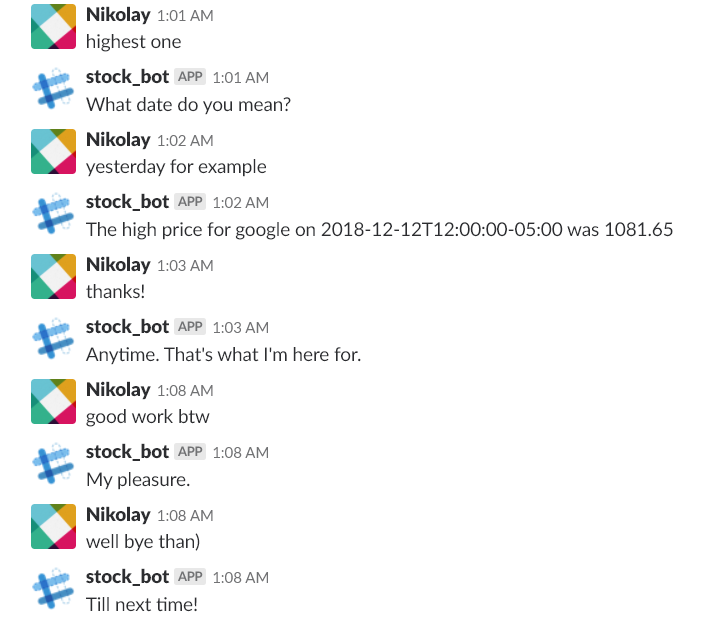 Nikolay 1:01 AM
highest one
stock_bot APP 1:01 AM
What date do you mean?
Nikolay 1:02 AM
yesterday for example
stock_bot APP 1:02 AM
The high price for google on 2018-12-12T12:00:00-05:00 was 1081.65
Nikolay 1:03 AM
thanks!
stock_bot APP 1:03 AM
Anytime. That's what I'm here for.
Nikolay 1:08 AM
good work btw
stock_bot APP 1:08 AM
My pleasure.
Nikolay 1:08 AM
well bye than)
stock_bot APP 1:08 AM
Till next time!